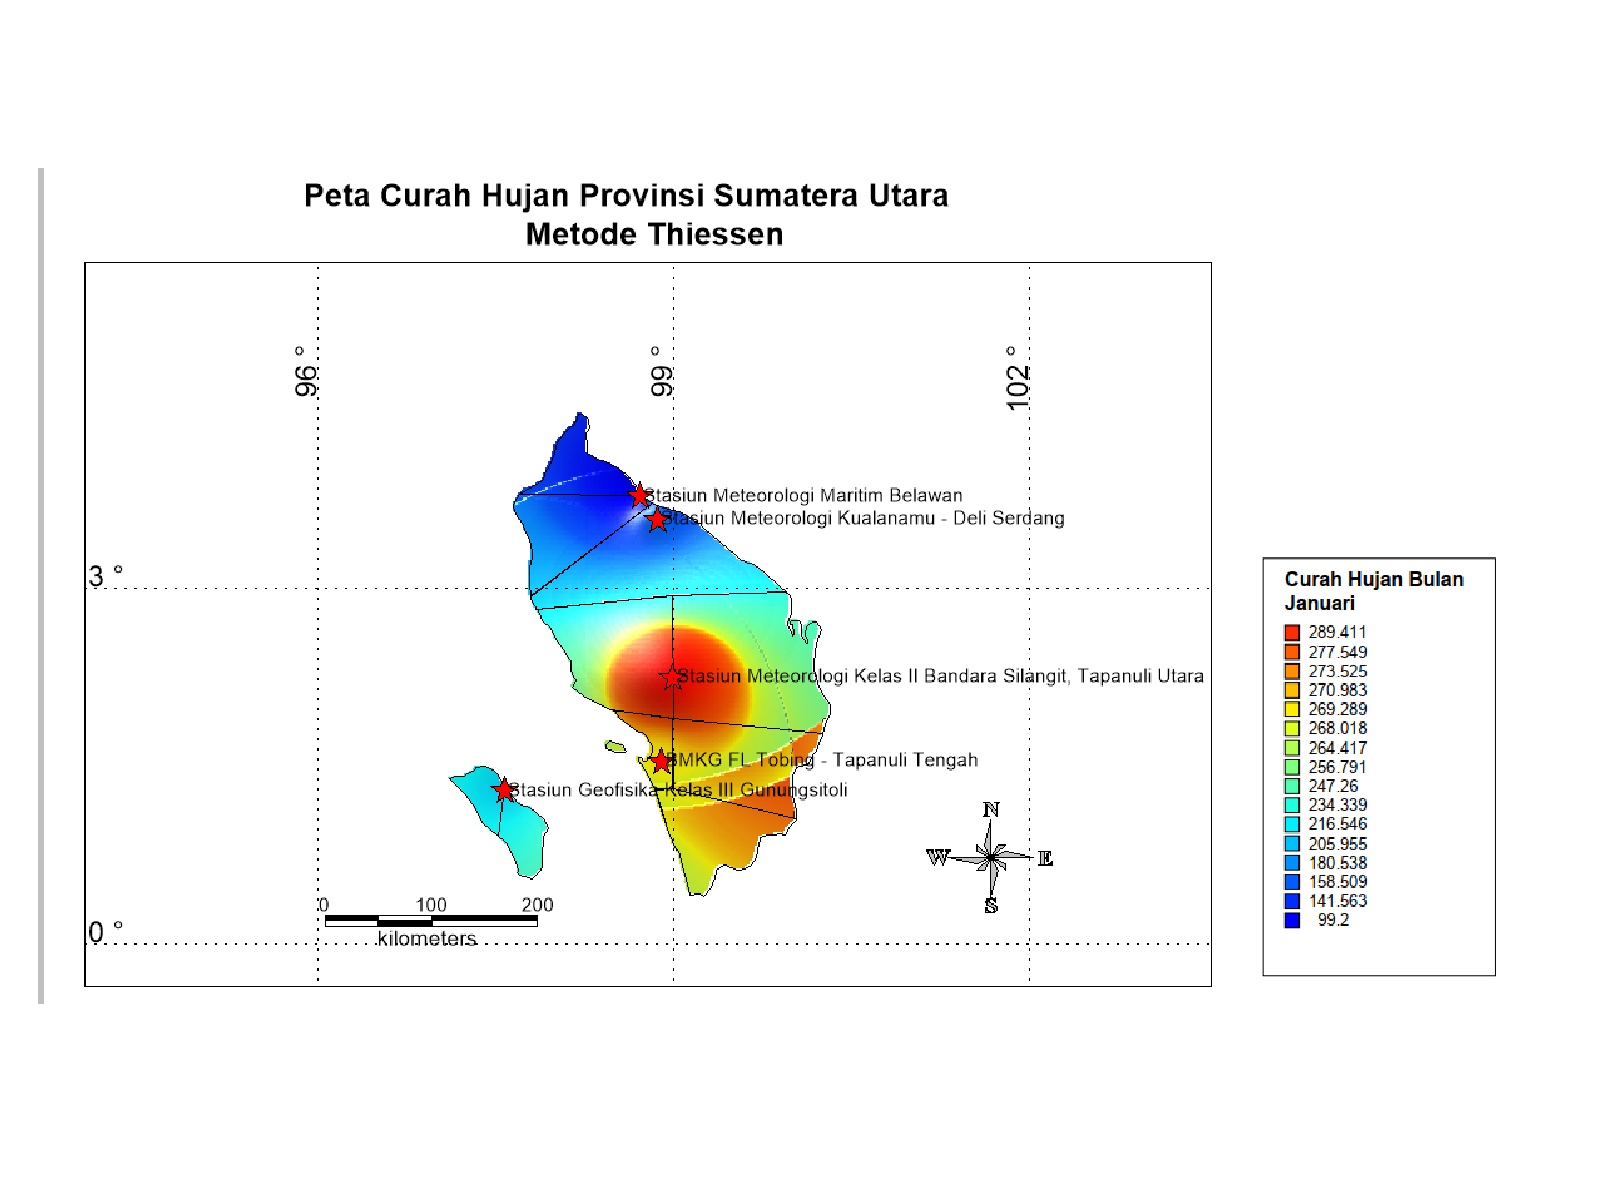 Peta Curah Hujan Provinsi Sumatera Utara
Metode Thiessen
96 °
99 °
102 °
Stasiun Meteorologi Maritim Belawan
Stasiun Meteorologi Kualanamu - Deli Serdang
3 °
Stasiun Meteorologi Kelas II Bandara Silangit, Tapanuli Utara
BMKG FL Tobing - Tapanuli Tengah
Stasiun Geofisika Kelas III Gunungsitoli
N
W
E
S
0 100 200
kilometers
0 °
Curah Hujan Bulan
Januari
289.411
277.549
273.525
270.983
269.289
268.018
264.417
256.791
247.26
234.339
216.546
205.955
180.538
158.509
141.563
99.2